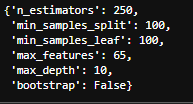 {'n_estimators': 250,
'min_samples_split': 100,
'min_samples_leaf': 100,
'max_features': 65,
'max_depth': 10,
'bootstrap': False}